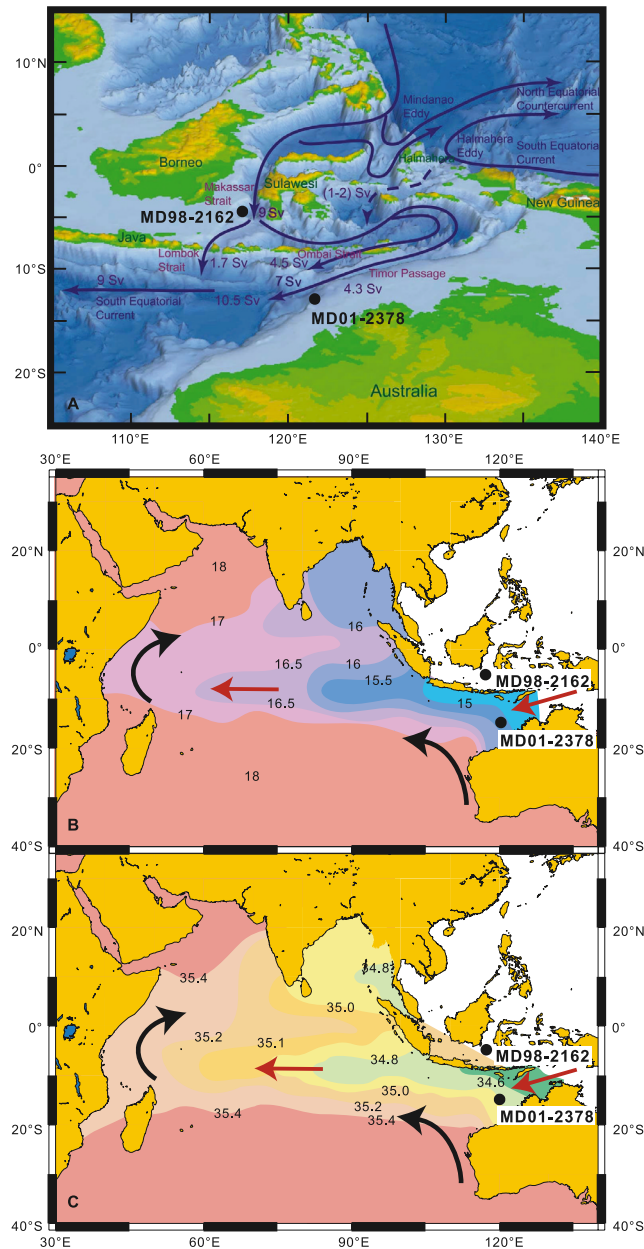 10°N
0°
10°S
20°S
Mindanao
Eddy
North Equatorial
Countercurrent
Halmahera
Eddy
Halmahera
South Equatorial
Current
Borneo
Makassar
Strait
Sulawesi
(1-2) Sv
New Guinea
MD98-2162
9 Sv
Java
Lombok
Strait
1.7 Sv
4.5 Sv
Ombai Strait
Timor Passage
9 Sv
7 Sv
4.3 Sv
South Equatorial
Current
10.5 Sv
MD01-2378
Australia
A
110°E
120°E
130°E
140°E
30°E
60°E
90°E
120°E
20°N
0°
20°S
40°S
18
17
16
16.5
16
15.5
MD98-2162
16.5
15
17
MD01-2378
18
B
20°N
0°
20°S
40°S
35.4
34.8
35.0
35.2
35.1
34.8
MD98-2162
34.6
35.0
MD01-2378
35.4
35.2
35.4
C
30°E
60°E
90°E
120°E